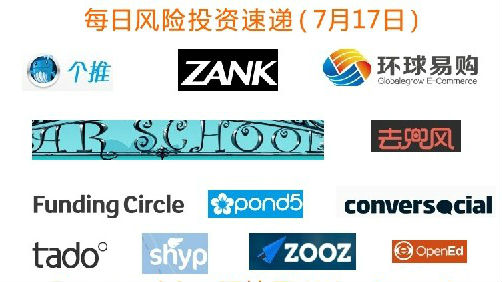 每日风险投资速递(7月17日)
个推 ZANK 环球易购
Globalegrow E-Commerce
AR SCHOOL 去兜风
Funding Circle pond5 conversocial
tado° shyp ZOOZ OpenEd